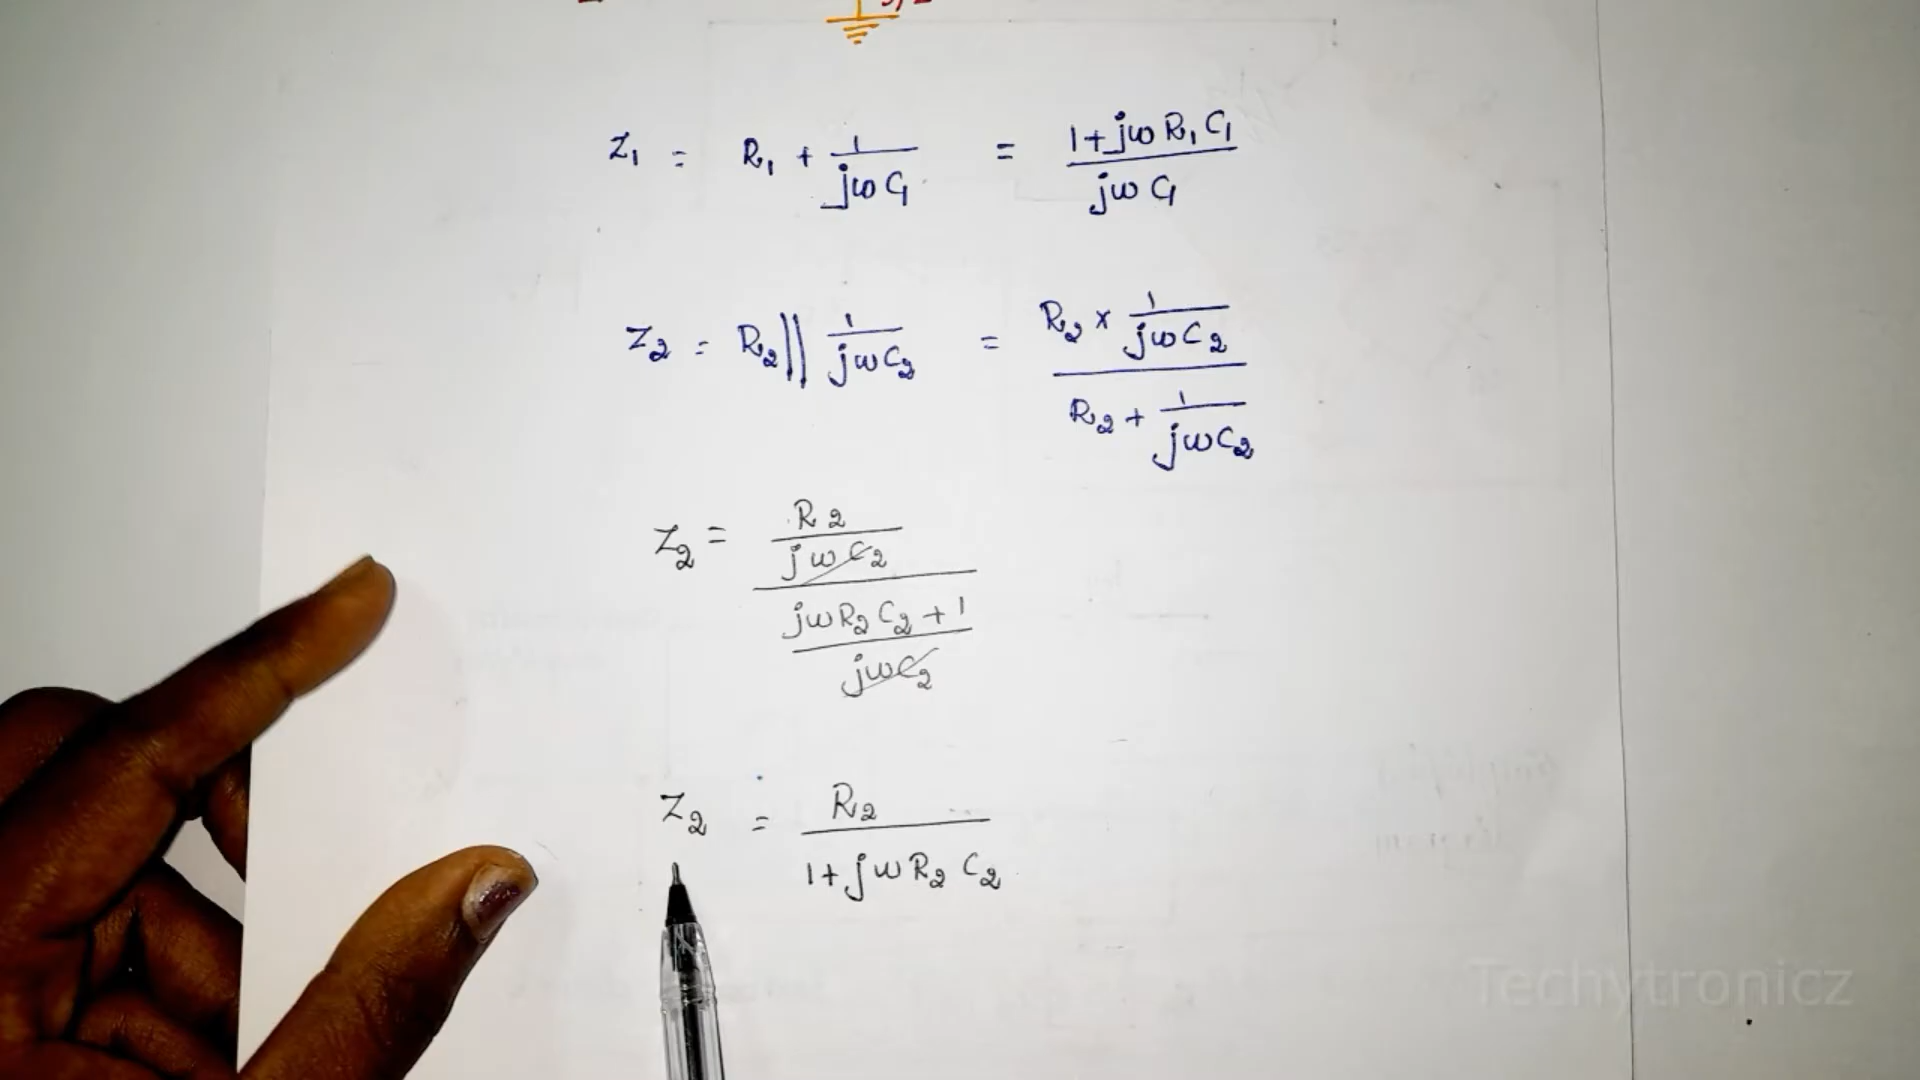 Z₁ = R₁ + 1/(jωC₁) = (1+jωR₁C₁)/(jωC₁)
Z₂ = R₂ || 1/(jωC₂) = (R₂ × 1/(jωC₂))/(R₂ + 1/(jωC₂))
Z₂ = (R₂/(jωC₂))/((jωR₂C₂+1)/(jωC₂))
Z₂ = R₂/(1+jωR₂C₂)
Techytronicz